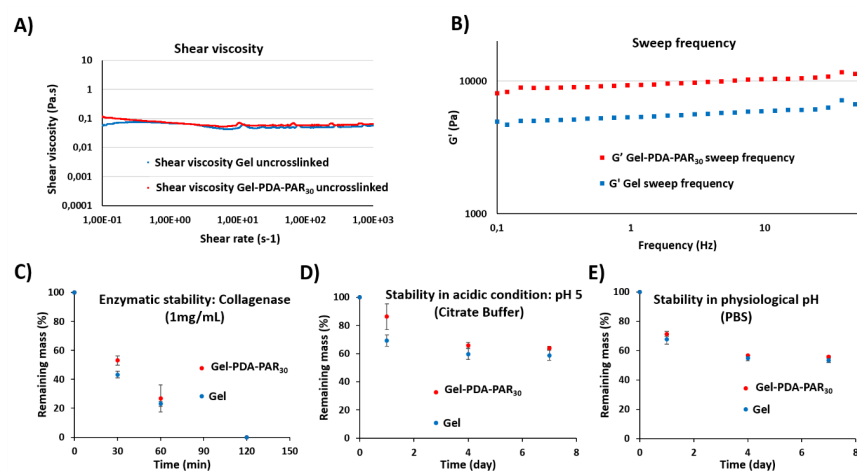 A)
Shear viscosity
Shear viscosity (Pa.s)
10
1
0,1
0,01
0,001
0,0001
Shear viscosity Gel uncrosslinked
Shear viscosity Gel-PDA-PAR30 uncrosslinked
1,00E-01 1,00E+00 1,00E+01 1,00E+02 1,00E+03
Shear rate (s-1)
B)
Sweep frequency
G' (Pa)
10000
1000
G' Gel-PDA-PAR30 sweep frequency
G' Gel sweep frequency
0,1 1 10
Frequency (Hz)
C)
Enzymatic stability: Collagenase
(1mg/mL)
Remaining mass (%)
100
80
60
40
20
0
Gel-PDA-PAR30
Gel
0 30 60 90 120 150
Time (min)
D)
Stability in acidic condition: pH 5
(Citrate Buffer)
Remaining mass (%)
100
80
60
40
20
0
Gel-PDA-PAR30
Gel
0 2 4 6 8
Time (day)
E)
Stability in physiological pH
(PBS)
Remaining mass (%)
100
80
60
40
20
0
Gel-PDA-PAR30
Gel
0 2 4 6 8
Time (day)